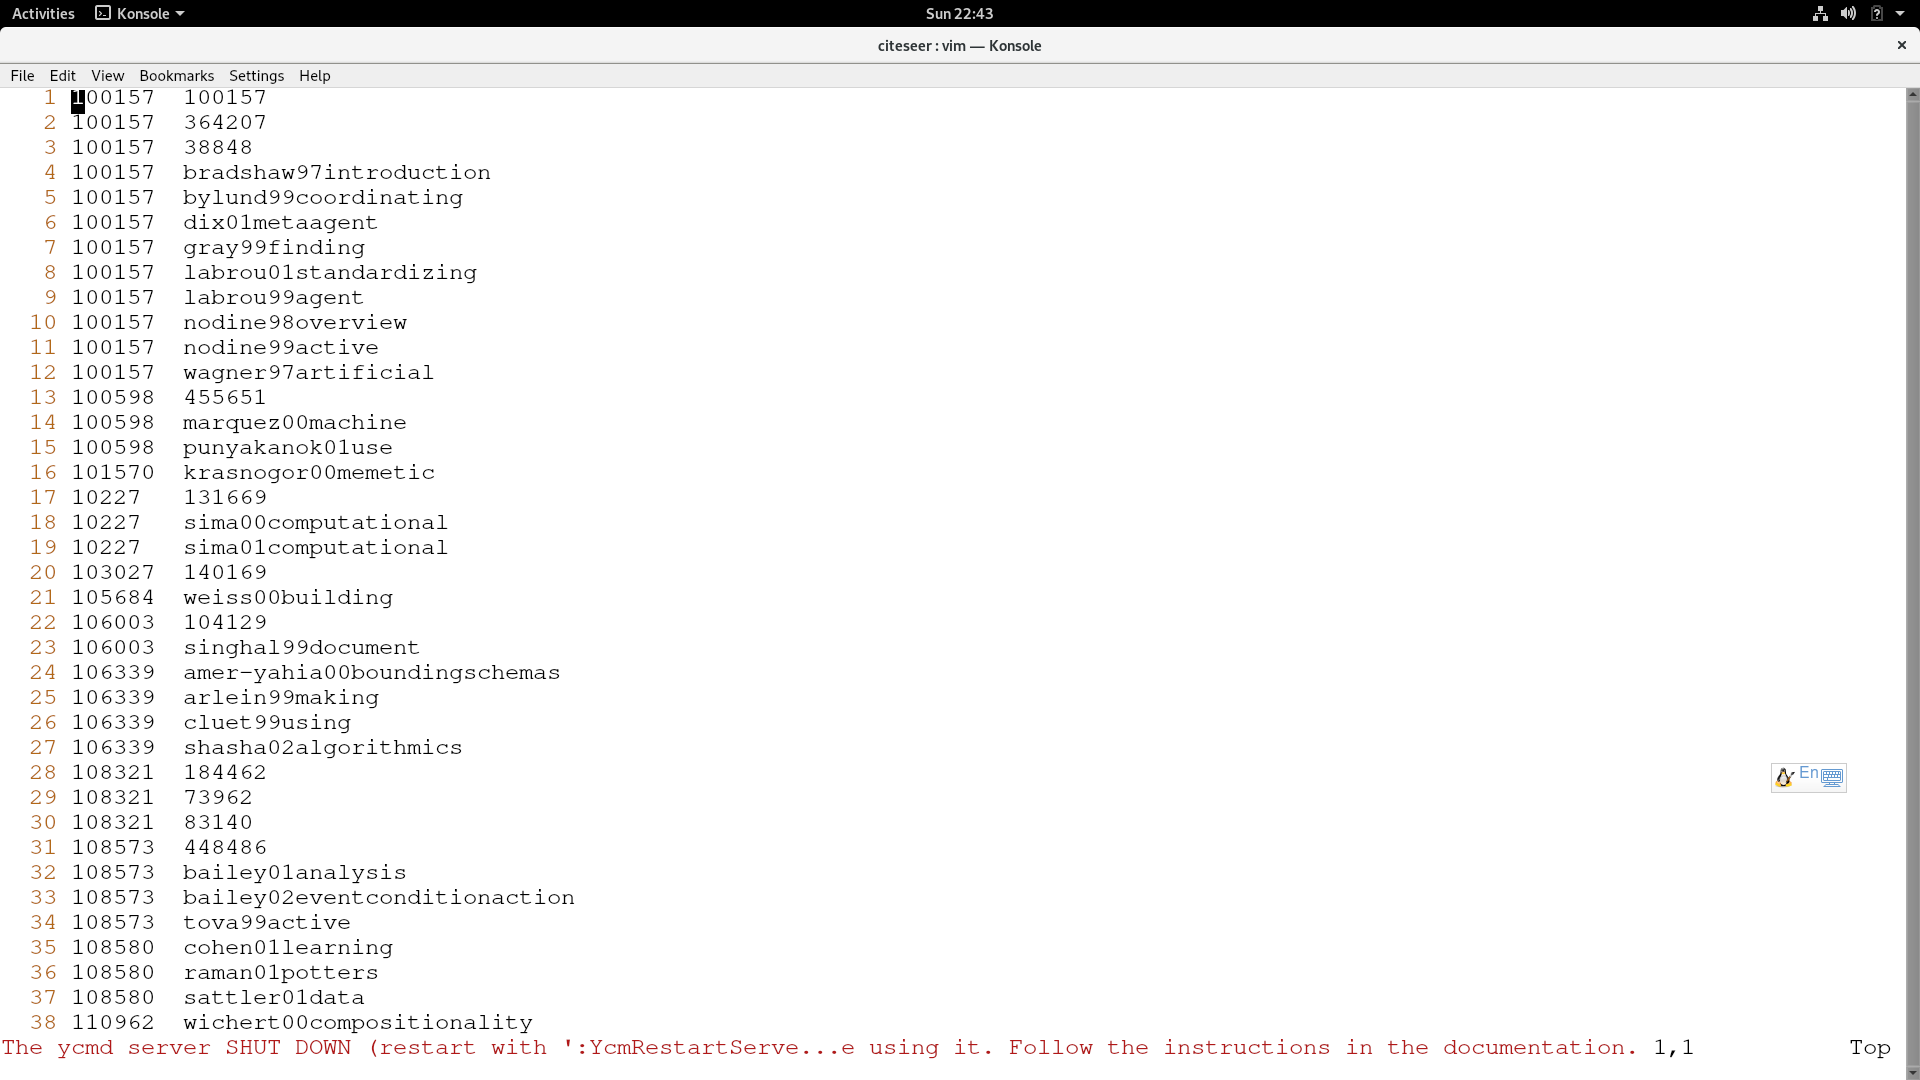 Activities Konsole Sun 22:43
citeseer : vim — Konsole
File Edit View Bookmarks Settings Help
1 100157 100157
2 100157 364207
3 100157 38848
4 100157 bradshaw97introduction
5 100157 bylund99coordinating
6 100157 dix01metaagent
7 100157 gray99finding
8 100157 labrou01standardizing
9 100157 labrou99agent
10 100157 nodine98overview
11 100157 nodine99active
12 100157 wagner97artificial
13 100598 455651
14 100598 marquez00machine
15 100598 punyakanok01use
16 101570 krasnogor00memetic
17 10227 131669
18 10227 sima00computational
19 10227 sima01computational
20 103027 140169
21 105684 weiss00building
22 106003 104129
23 106003 singhal99document
24 106339 amer-yahia00boundingschemas
25 106339 arlein99making
26 106339 cluet99using
27 106339 shasha02algorithmics
28 108321 184462
En
29 108321 73962
30 108321 83140
31 108573 448486
32 108573 bailey01analysis
33 108573 bailey02eventconditionaction
34 108573 tova99active
35 108580 cohen01learning
36 108580 raman01potters
37 108580 sattler01data
38 110962 wichert00compositionality
The ycmd server SHUT DOWN (restart with ':YcmRestartServe...e using it. Follow the instructions in the documentation. 1,1 Top